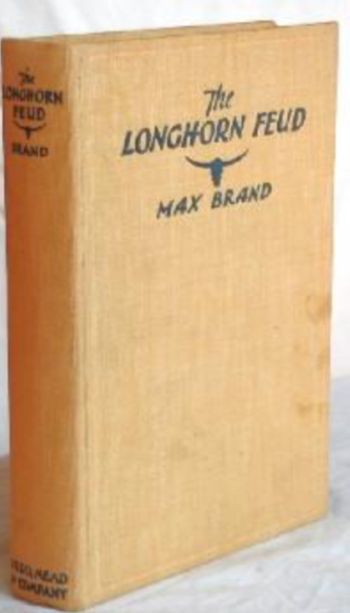 The
LONGHORN
FEUD
BRAND
The
LONGHORN FEUD
MAX BRAND
DODD, MEAD
& COMPANY